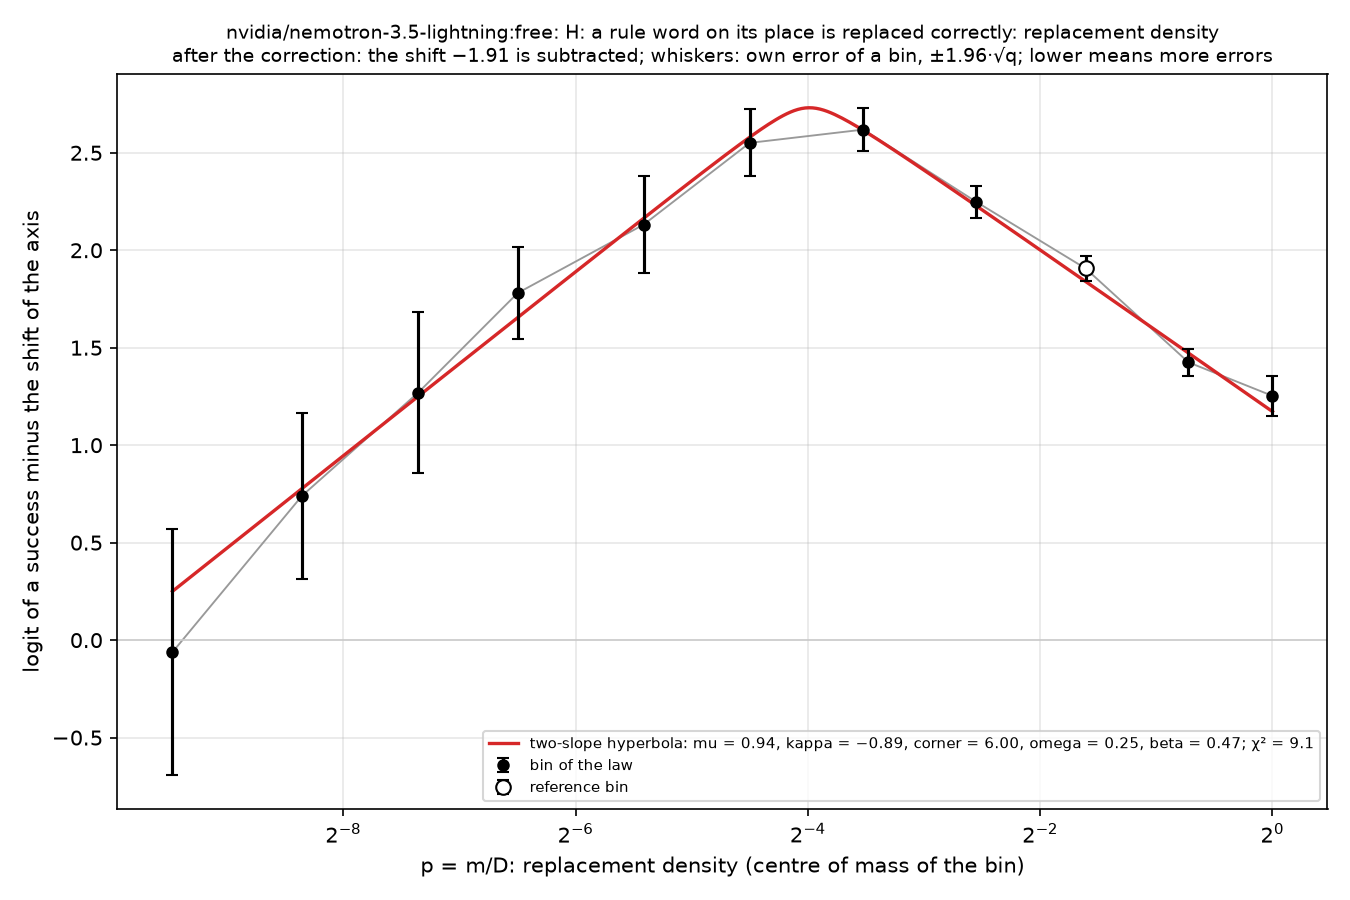 nvidia/nemotron-3.5-lightning:free: H: a rule word on its place is replaced correctly: replacement density
after the correction: the shift −1.91 is subtracted; whiskers: own error of a bin, ±1.96·√q; lower means more errors
logit of a success minus the shift of the axis
2.5
2.0
1.5
1.0
0.5
0.0
−0.5
two-slope hyperbola: mu = 0.94, kappa = −0.89, corner = 6.00, omega = 0.25, beta = 0.47; χ² = 9.1
bin of the law
reference bin
2⁻⁸ 2⁻⁶ 2⁻⁴ 2⁻² 2⁰
p = m/D: replacement density (centre of mass of the bin)